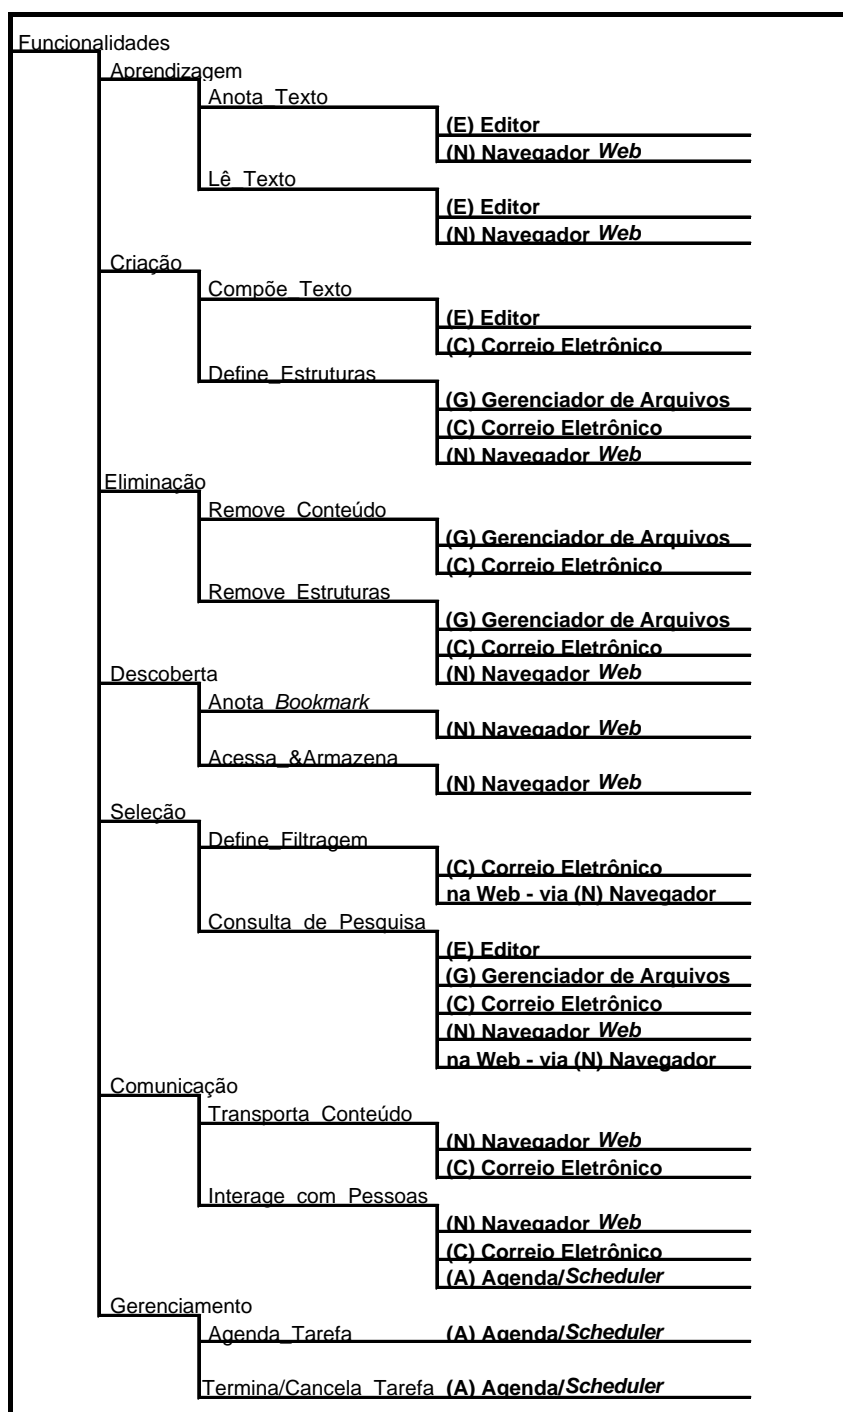 Funcionalidades
Aprendizagem
Anota_Texto
(E) Editor
(N) Navegador Web
Lê_Texto
(E) Editor
(N) Navegador Web
Criação
Compõe_Texto
(E) Editor
(C) Correio Eletrônico
Define_Estruturas
(G) Gerenciador de Arquivos
(C) Correio Eletrônico
(N) Navegador Web
Eliminação
Remove_Conteúdo
(G) Gerenciador de Arquivos
(C) Correio Eletrônico
Remove_Estruturas
(G) Gerenciador de Arquivos
(C) Correio Eletrônico
(N) Navegador Web
Descoberta
Anota_Bookmark
(N) Navegador Web
Acessa_&Armazena
(N) Navegador Web
Seleção
Define_Filtragem
(C) Correio Eletrônico
na Web - via (N) Navegador
Consulta_de_Pesquisa
(E) Editor
(G) Gerenciador de Arquivos
(C) Correio Eletrônico
(N) Navegador Web
na Web - via (N) Navegador
Comunicação
Transporta_Conteúdo
(N) Navegador Web
(C) Correio Eletrônico
Interage_com_Pessoas
(N) Navegador Web
(C) Correio Eletrônico
(A) Agenda/Scheduler
Gerenciamento
Agenda_Tarefa (A) Agenda/Scheduler
Termina/Cancela_Tarefa (A) Agenda/Scheduler